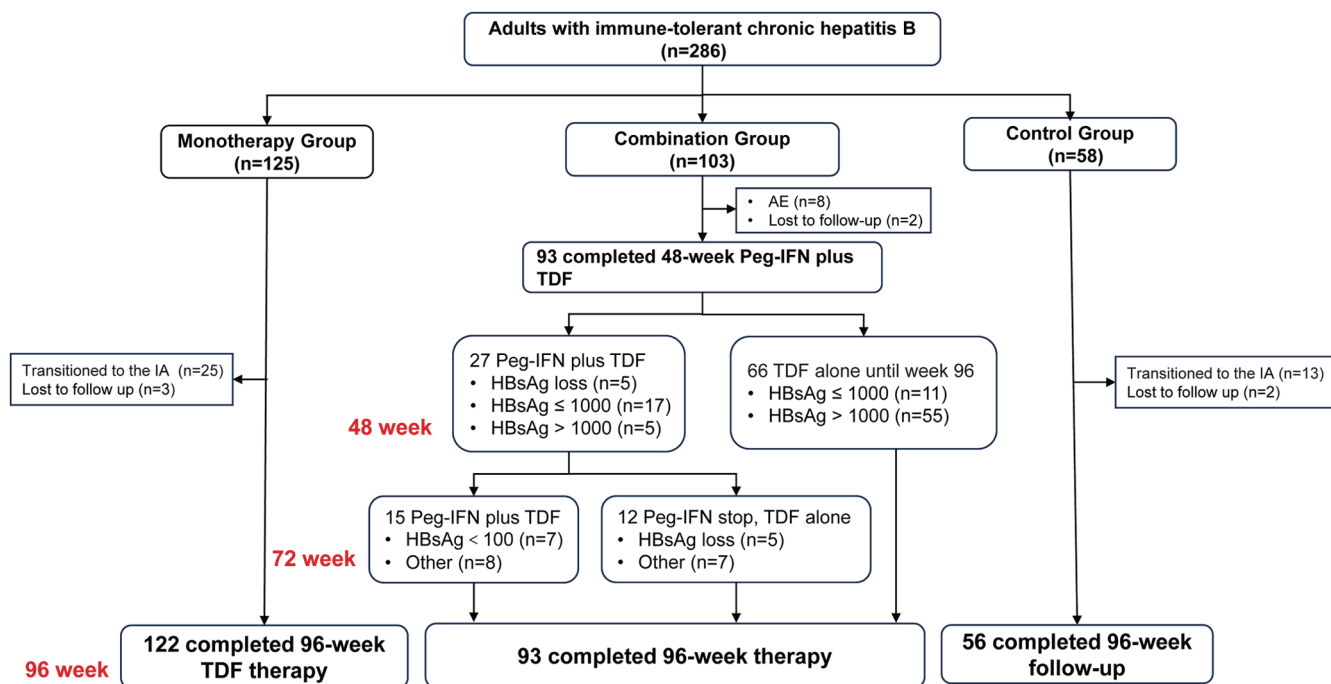 Adults with immune-tolerant chronic hepatitis B
(n=286)
Monotherapy Group
(n=125)
Combination Group
(n=103)
Control Group
(n=58)
• AE (n=8)
• Lost to follow-up (n=2)
93 completed 48-week Peg-IFN plus
TDF
Transitioned to the IA (n=25)
Lost to follow up (n=3)
27 Peg-IFN plus TDF
• HBsAg loss (n=5)
• HBsAg ≤ 1000 (n=17)
• HBsAg > 1000 (n=5)
66 TDF alone until week 96
• HBsAg ≤ 1000 (n=11)
• HBsAg > 1000 (n=55)
Transitioned to the IA (n=13)
Lost to follow up (n=2)
48 week
15 Peg-IFN plus TDF
• HBsAg < 100 (n=7)
• Other (n=8)
12 Peg-IFN stop, TDF alone
• HBsAg loss (n=5)
• Other (n=7)
72 week
122 completed 96-week
TDF therapy
93 completed 96-week therapy
56 completed 96-week
follow-up
96 week